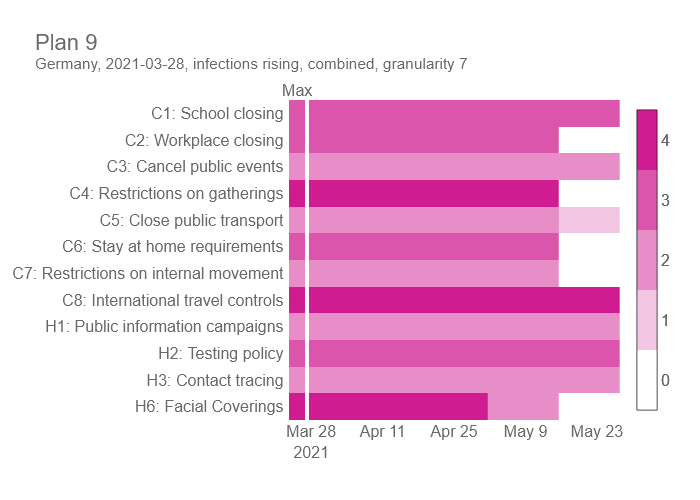 Plan 9
Germany, 2021-03-28, infections rising, combined, granularity 7
Max
C1: School closing
C2: Workplace closing
C3: Cancel public events
C4: Restrictions on gatherings
C5: Close public transport
C6: Stay at home requirements
C7: Restrictions on internal movement
C8: International travel controls
H1: Public information campaigns
H2: Testing policy
H3: Contact tracing
H6: Facial Coverings
Mar 28 Apr 11 Apr 25 May 9 May 23
2021
4
3
2
1
0